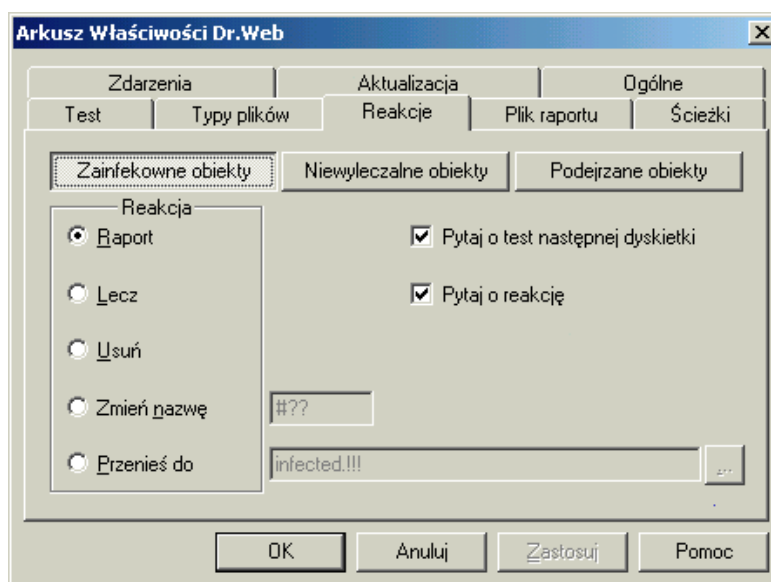 Arkusz Właściwości Dr.Web
Zdarzenia Aktualizacja Ogólne
Test Typy plików Reakcje Plik raportu Ścieżki
Zainfekowne obiekty Niewyleczalne obiekty Podejrzane obiekty
Reakcja
Raport Pytaj o test następnej dyskietki
Lecz Pytaj o reakcję
Usuń
Zmień nazwę #??
Przenieś do infected.!!! ...
OK Anuluj Zastosuj Pomoc